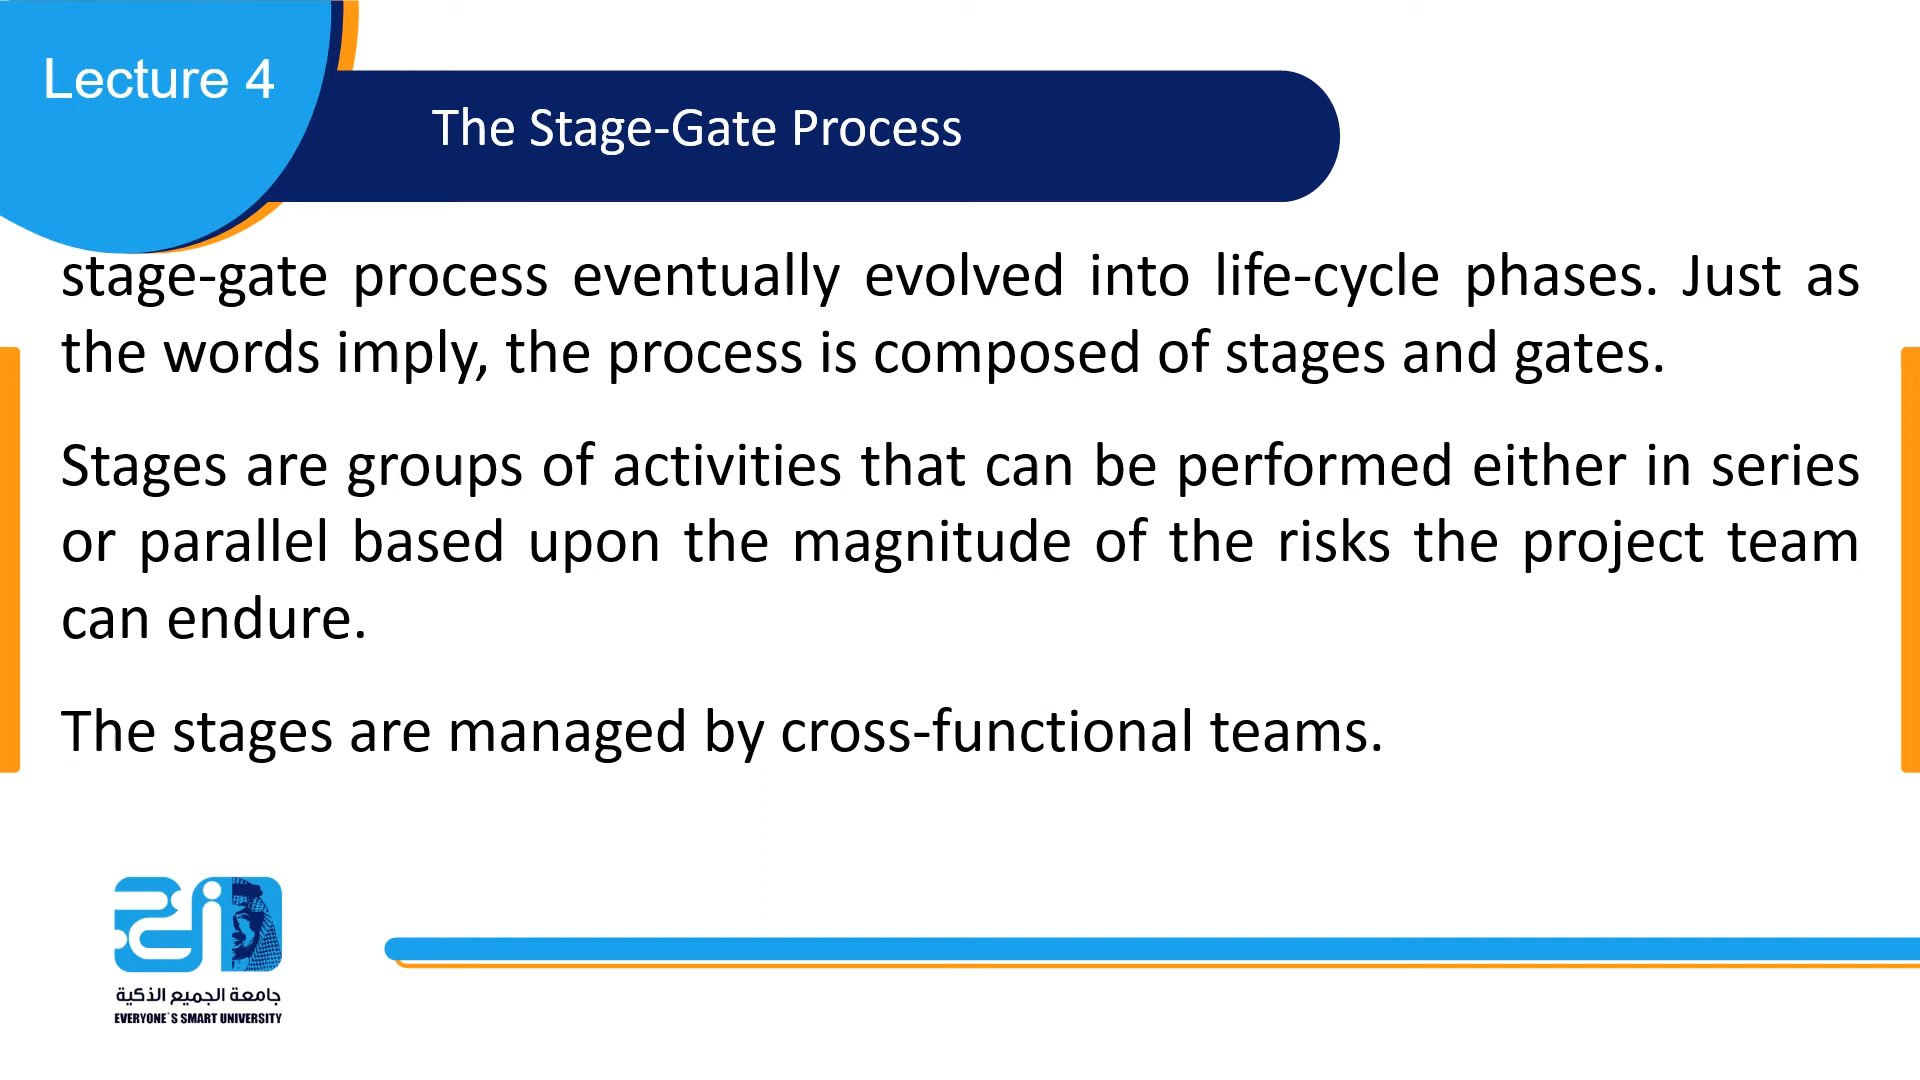 Lecture 4
The Stage-Gate Process
stage-gate process eventually evolved into life-cycle phases. Just as
the words imply, the process is composed of stages and gates.
Stages are groups of activities that can be performed either in series
or parallel based upon the magnitude of the risks the project team
can endure.
The stages are managed by cross-functional teams.
جامعة الجميع الذكية
EVERYONE`S SMART UNIVERSITY